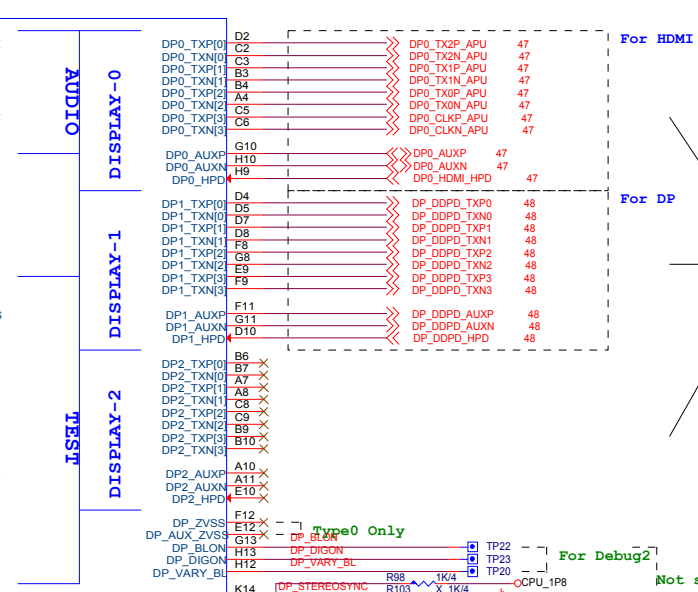 For HDMI
DP0_TXP[0] D2 DP0_TX2P_APU 47
DP0_TXN[0] C2 DP0_TX2N_APU 47
DP0_TXP[1] C3 DP0_TX1P_APU 47
DP0_TXN[1] B3 DP0_TX1N_APU 47
DP0_TXP[2] B4 DP0_TX0P_APU 47
DP0_TXN[2] A4 DP0_TX0N_APU 47
DP0_TXP[3] C5 DP0_CLKP_APU 47
DP0_TXN[3] C6 DP0_CLKN_APU 47
AUDIO
DISPLAY-0
DP0_AUXP G10 DP0_AUXP 47
DP0_AUXN H10 DP0_AUXN 47
DP0_HPD H9 DP0_HDMI_HPD 47
For DP
DP1_TXP[0] D4 DP_DDPD_TXP0 48
DP1_TXN[0] D5 DP_DDPD_TXN0 48
DP1_TXP[1] D7 DP_DDPD_TXP1 48
DP1_TXN[1] D8 DP_DDPD_TXN1 48
DP1_TXP[2] F8 DP_DDPD_TXP2 48
DP1_TXN[2] G8 DP_DDPD_TXN2 48
DP1_TXP[3] E9 DP_DDPD_TXP3 48
DP1_TXN[3] F9 DP_DDPD_TXN3 48
DISPLAY-1
DP1_AUXP F11 DP_DDPD_AUXP 48
DP1_AUXN G11 DP_DDPD_AUXN 48
DP1_HPD D10 DP_DDPD_HPD 48
DP2_TXP[0] B6
DP2_TXN[0] B7
DP2_TXP[1] A7
DP2_TXN[1] A8
DP2_TXP[2] C8
DP2_TXN[2] C9
DP2_TXP[3] B9
DP2_TXN[3] B10
TEST
DISPLAY-2
DP2_AUXP A10
DP2_AUXN A11
DP2_HPD E10
DP_ZVSS F12
Type0 Only
DP_AUX_ZVSS E12
DP_BLON G13 DP_BLON TP22
DP_DIGON H13 DP_DIGON TP23
For Debug2
DP_VARY_BL H12 DP_VARY_BL TP20
K14 DP_STEREOSYNC R98 1K/4 CPU_1P8
R103 X_1K/4
Not s